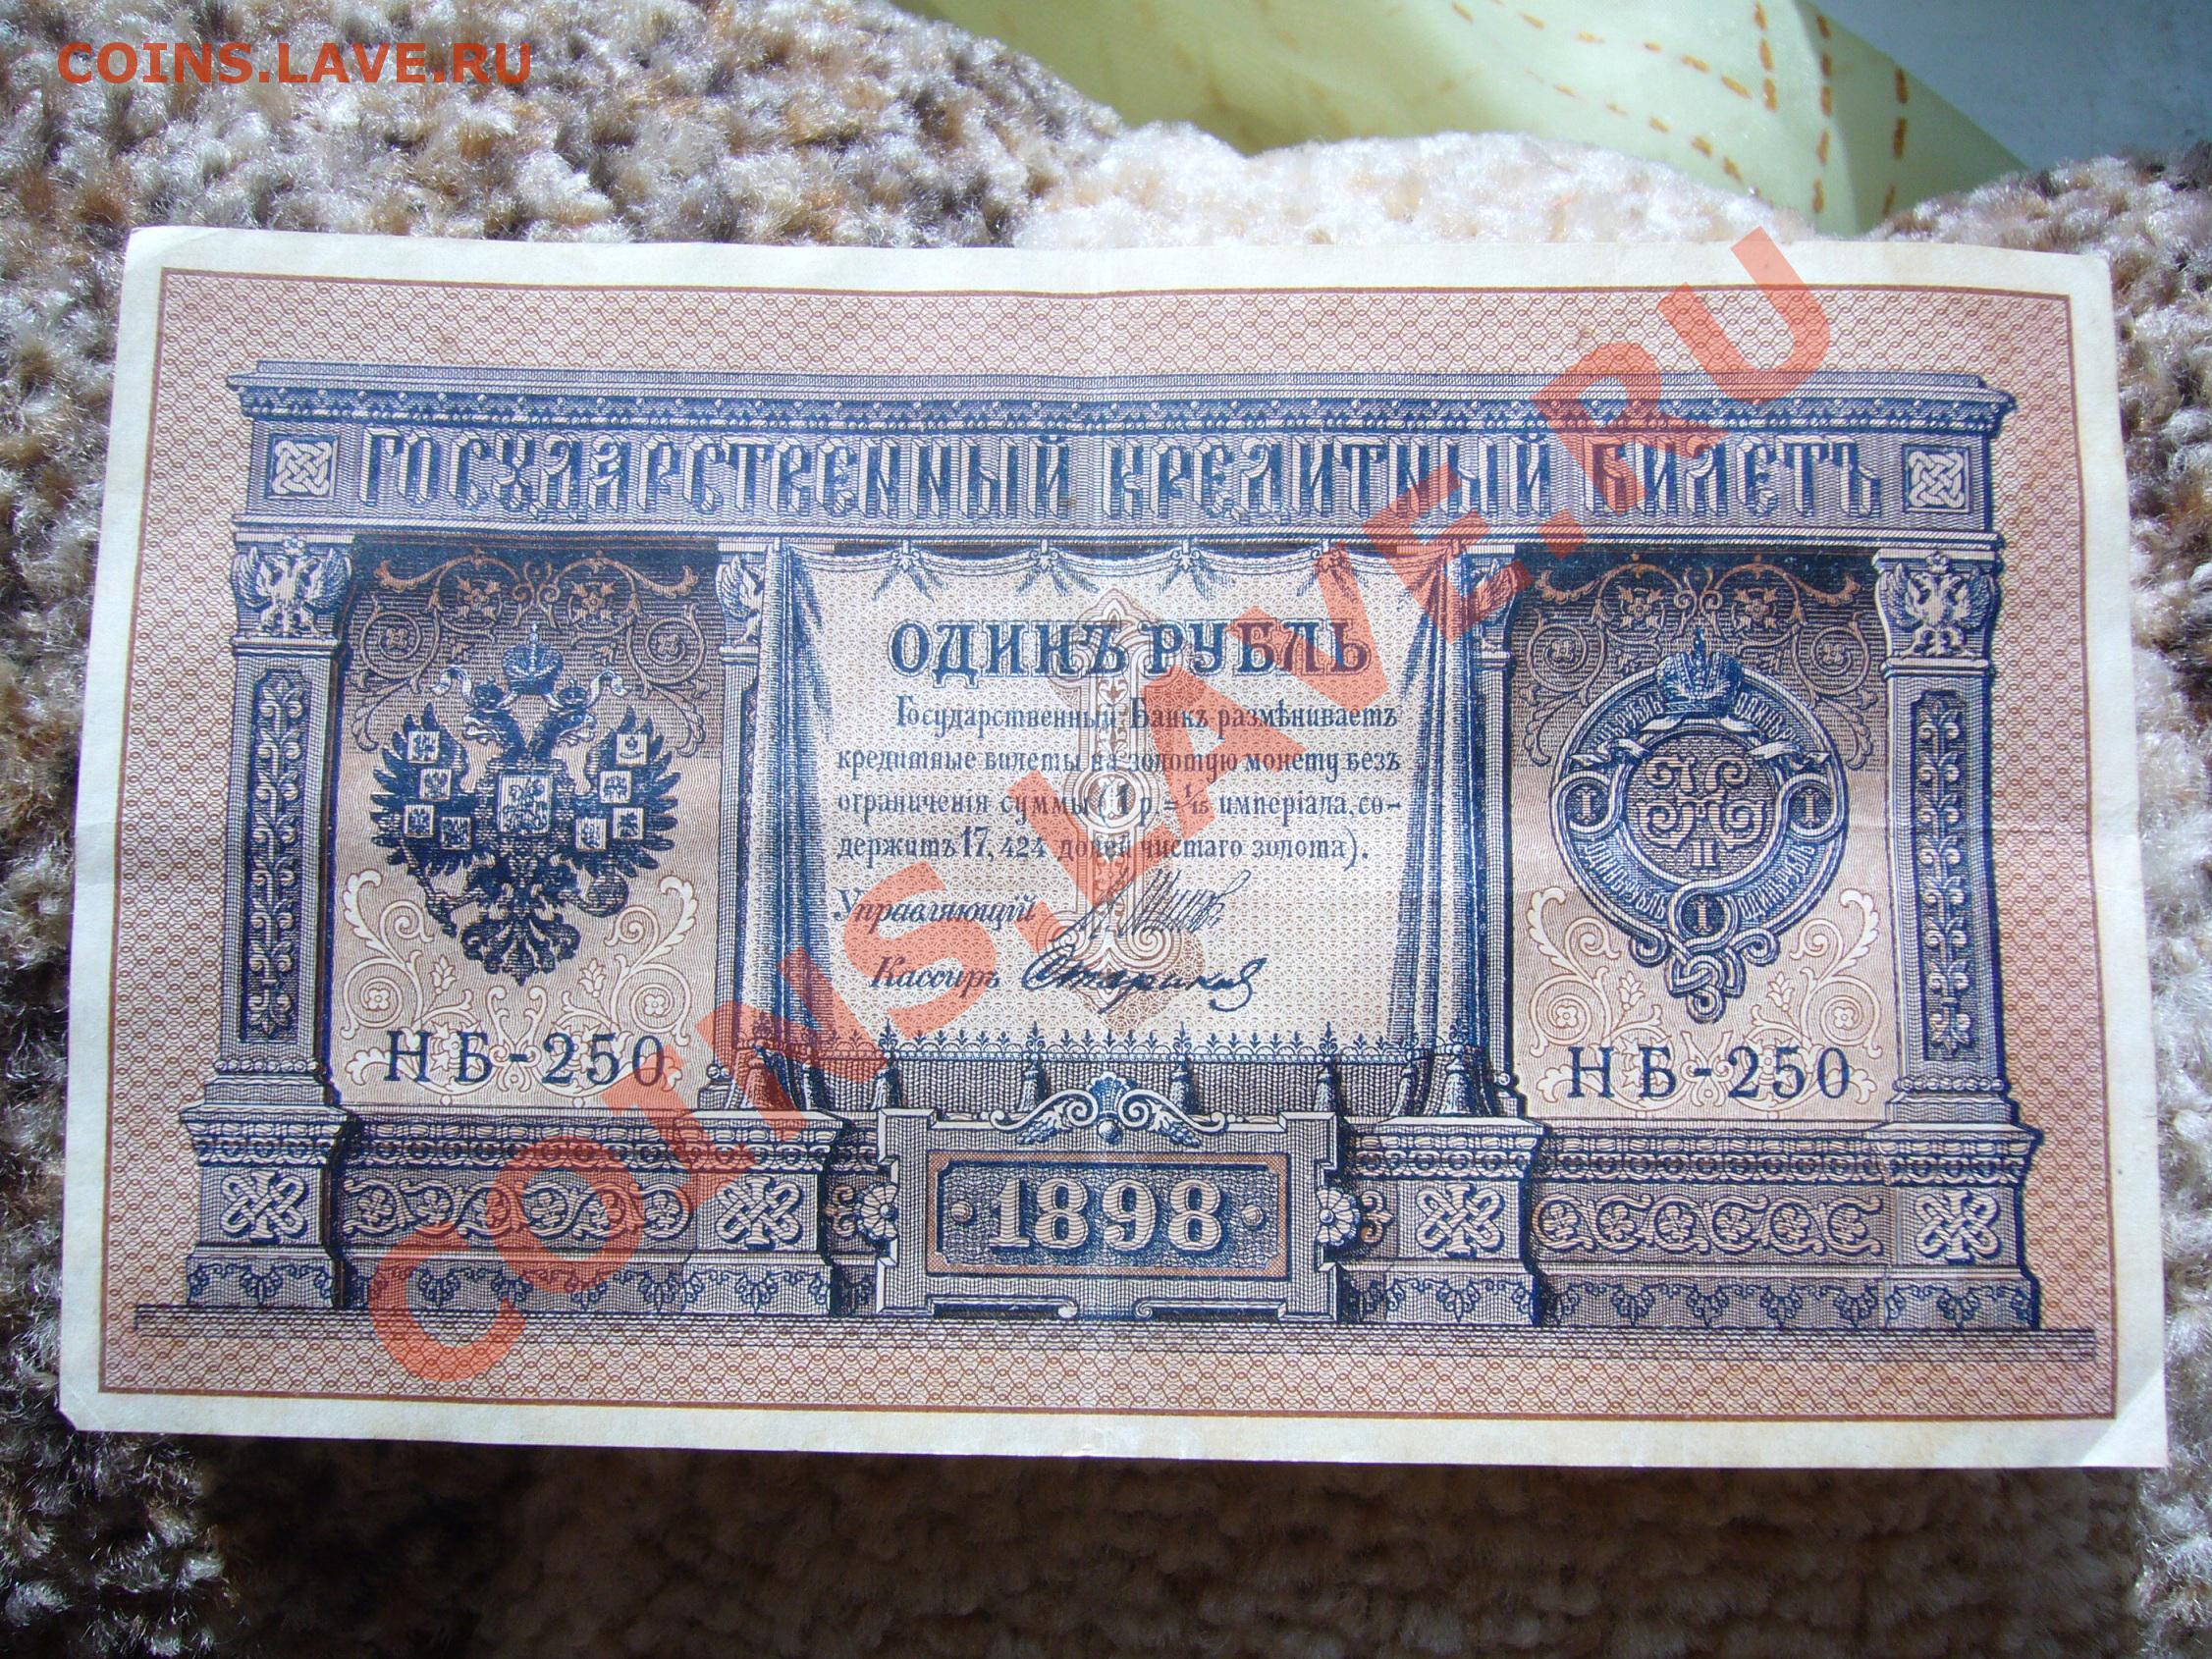 COINS.LAVE.RU
ГОСУДАРСТВЕННЫЙ КРЕДИТНЫЙ БИЛЕТЪ
ОДИНЪ РУБЛЬ
Государственный Банкъ размѣниваетъ
кредитные билеты на золотую монету безъ
ограниченія суммы (1 р. = 1/15 имперіала, со-
держитъ 17,424 долей чистаго золота).
Управляющій
Кассиръ
НБ-250
НБ-250
1898
COINS.LAVE.RU